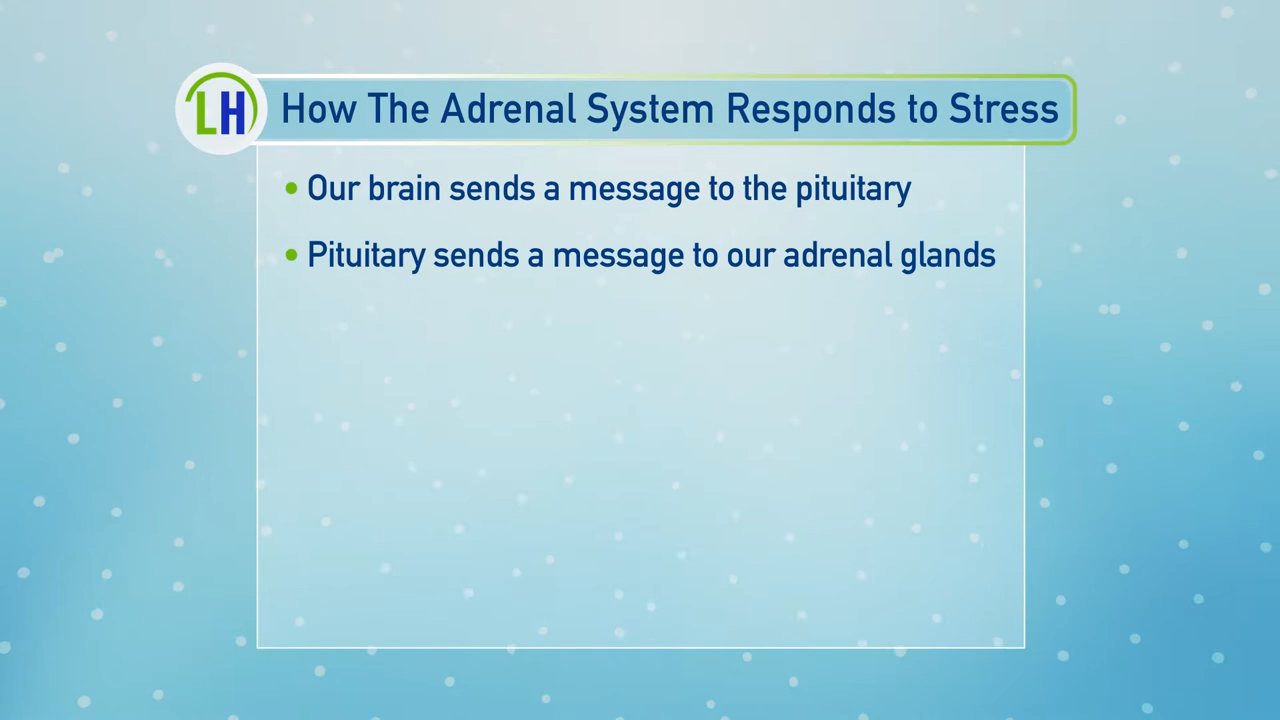 LH
How The Adrenal System Responds to Stress
• Our brain sends a message to the pituitary
• Pituitary sends a message to our adrenal glands